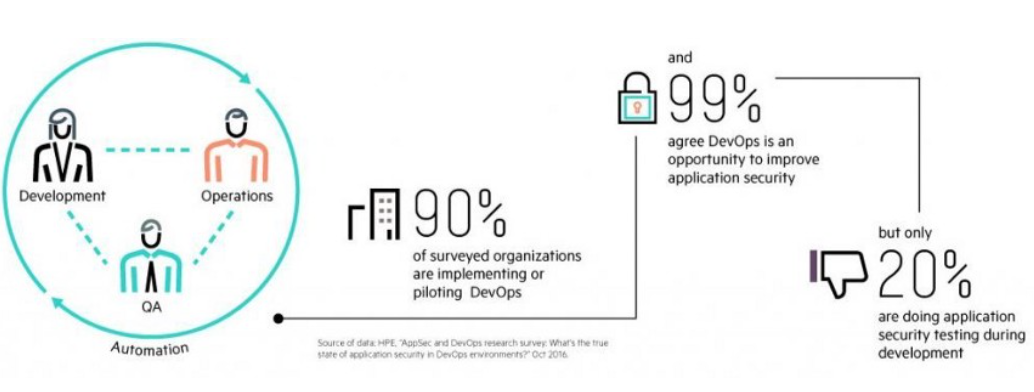 Development
Operations
QA
Automation
90%
of surveyed organizations
are implementing or
piloting DevOps
Source of data: HPE, "AppSec and DevOps research survey: What's the true
state of application security in DevOps environments?" Oct 2016.
and
99%
agree DevOps is an
opportunity to improve
application security
but only
20%
are doing application
security testing during
development